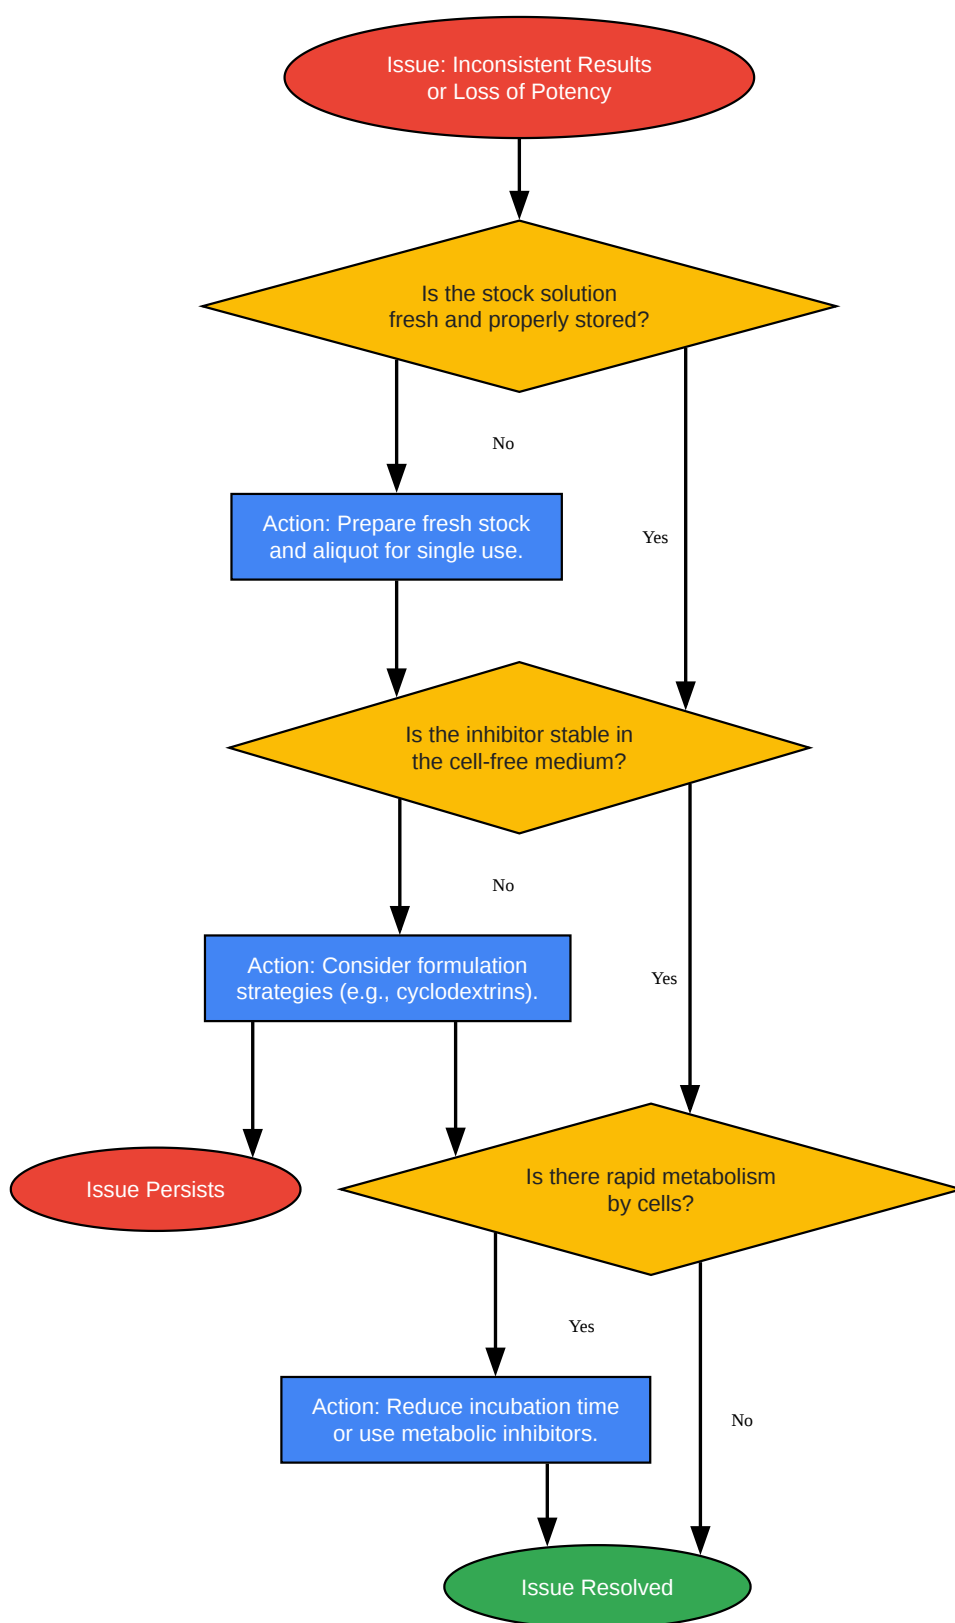 Issue: Inconsistent Results
or Loss of Potency
Is the stock solution
fresh and properly stored?
No
Action: Prepare fresh stock
and aliquot for single use.
Yes
Is the inhibitor stable in
the cell-free medium?
No
Action: Consider formulation
strategies (e.g., cyclodextrins).
Yes
Issue Persists
Is there rapid metabolism
by cells?
Yes
Action: Reduce incubation time
or use metabolic inhibitors.
No
Issue Resolved